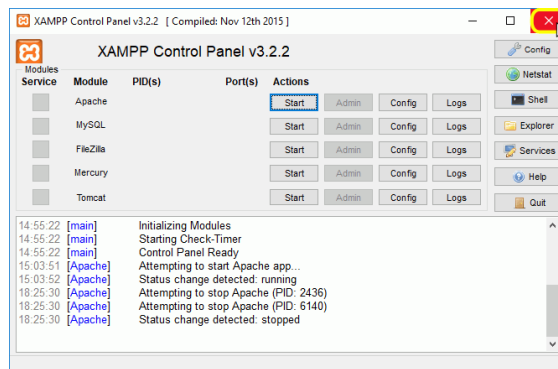 XAMPP Control Panel v3.2.2 [ Compiled: Nov 12th 2015 ]
XAMPP Control Panel v3.2.2
Config
Modules
Service Module PID(s) Port(s) Actions
Netstat
Apache Start Admin Config Logs
Shell
MySQL Start Admin Config Logs
Explorer
FileZilla Start Admin Config Logs
Services
Mercury Start Admin Config Logs
Help
Tomcat Start Admin Config Logs
Quit
14:55:22 [main] Initializing Modules
14:55:22 [main] Starting Check-Timer
14:55:22 [main] Control Panel Ready
15:03:51 [Apache] Attempting to start Apache app...
15:03:52 [Apache] Status change detected: running
18:25:30 [Apache] Attempting to stop Apache (PID: 2436)
18:25:30 [Apache] Attempting to stop Apache (PID: 6140)
18:25:30 [Apache] Status change detected: stopped